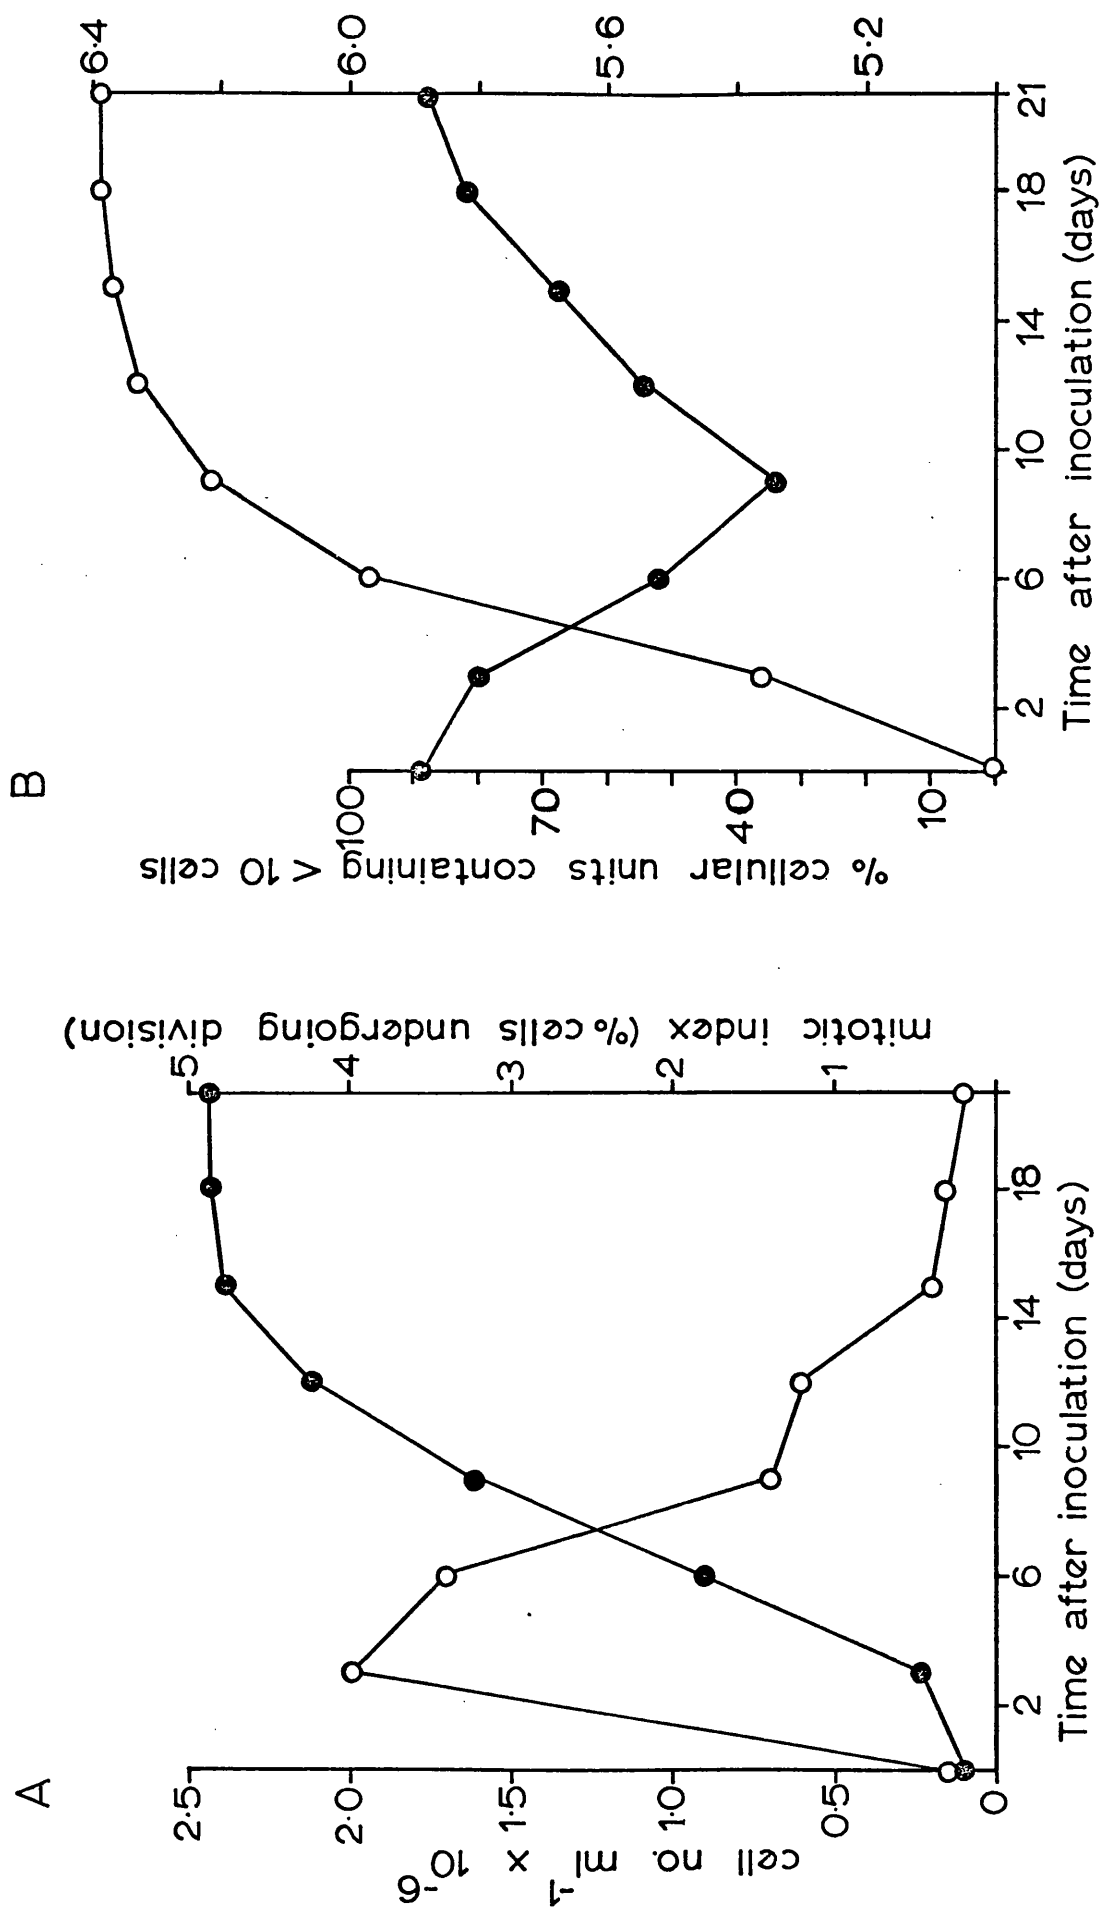 A
2·5
2·0
1·5
1·0
0·5
0
cell no. ml-1 x 10-6
5
4
3
2
1
mitotic index (% cells undergoing division)
2 6 10 14 18
Time after inoculation (days)
B
100
70
40
10
% cellular units containing < 10 cells
6·4
6·0
5·6
5·2
2 6 10 14 18 21
Time after inoculation (days)